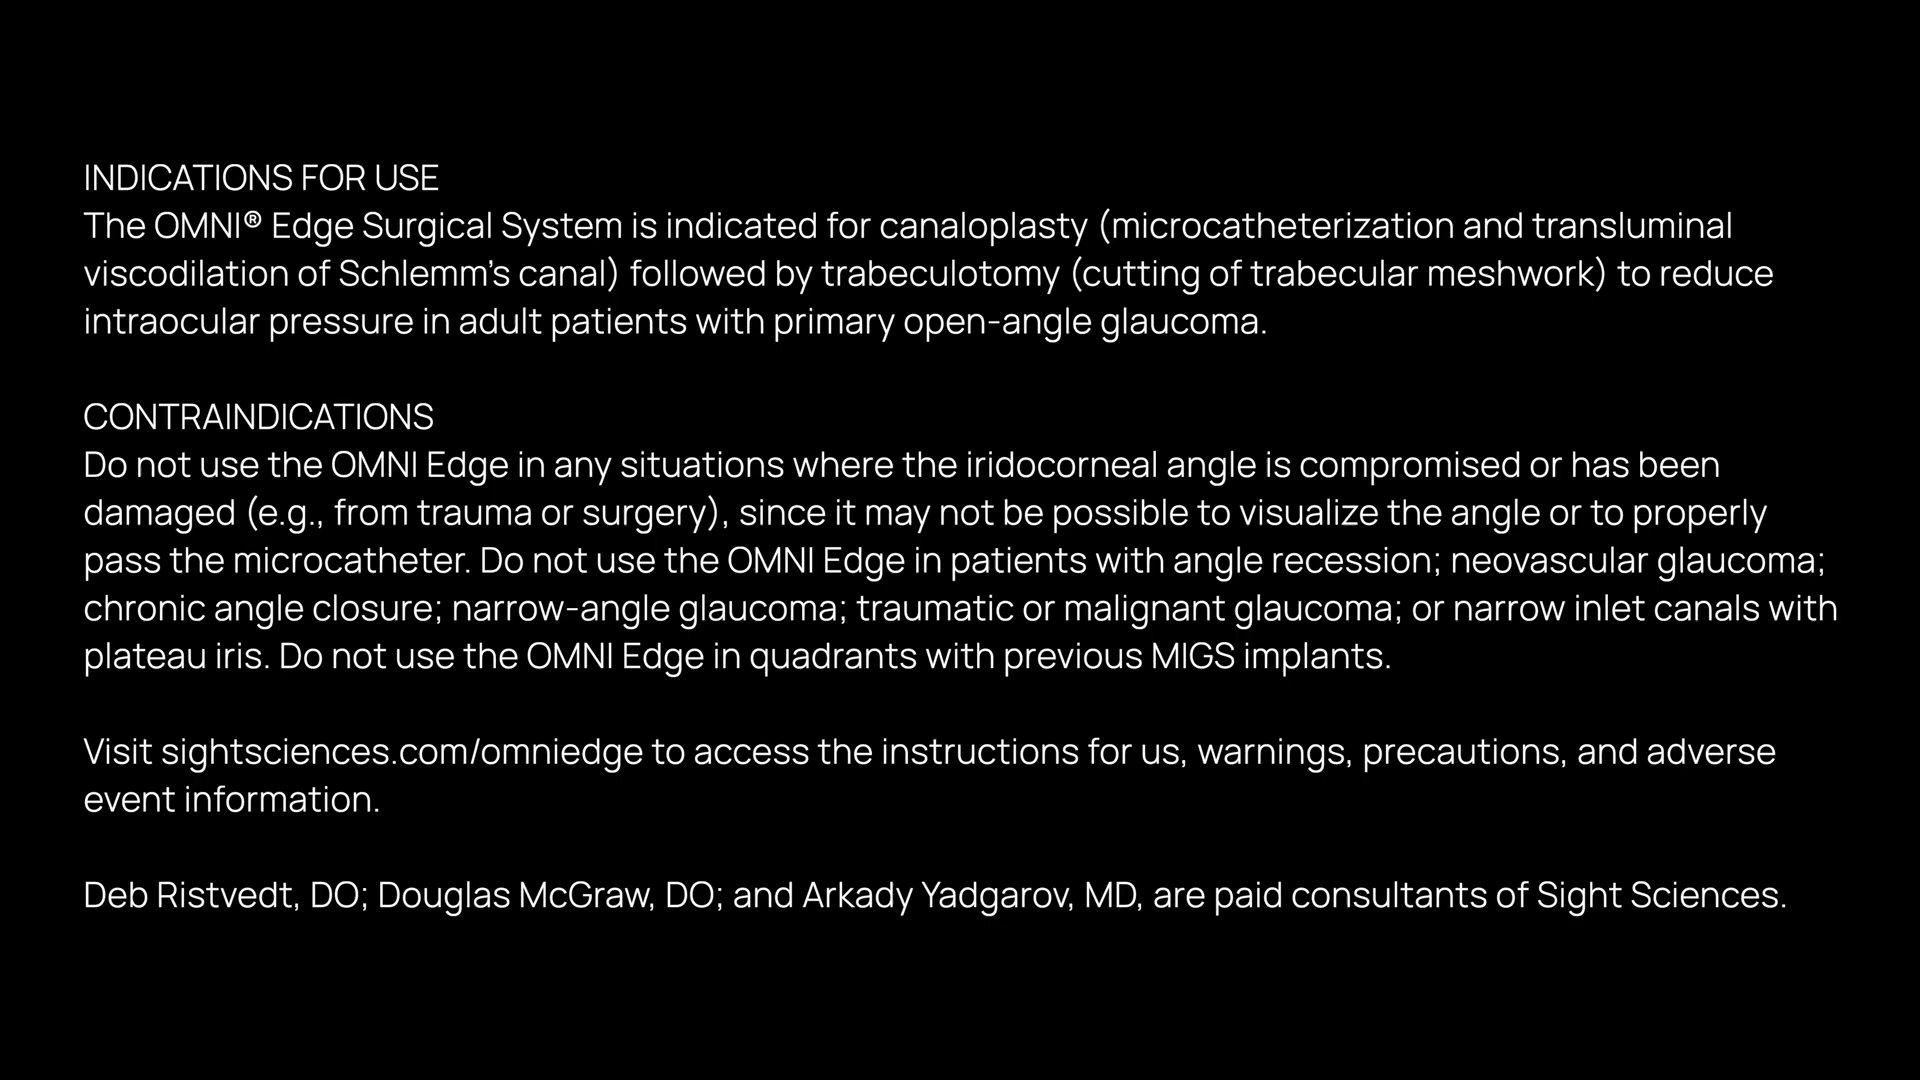 INDICATIONS FOR USE
The OMNI® Edge Surgical System is indicated for canaloplasty (microcatheterization and transluminal
viscodilation of Schlemm’s canal) followed by trabeculotomy (cutting of trabecular meshwork) to reduce
intraocular pressure in adult patients with primary open-angle glaucoma.
CONTRAINDICATIONS
Do not use the OMNI Edge in any situations where the iridocorneal angle is compromised or has been
damaged (e.g., from trauma or surgery), since it may not be possible to visualize the angle or to properly
pass the microcatheter. Do not use the OMNI Edge in patients with angle recession; neovascular glaucoma;
chronic angle closure; narrow-angle glaucoma; traumatic or malignant glaucoma; or narrow inlet canals with
plateau iris. Do not use the OMNI Edge in quadrants with previous MIGS implants.
Visit sightsciences.com/omniedge to access the instructions for us, warnings, precautions, and adverse
event information.
Deb Ristvedt, DO; Douglas McGraw, DO; and Arkady Yadgarov, MD, are paid consultants of Sight Sciences.